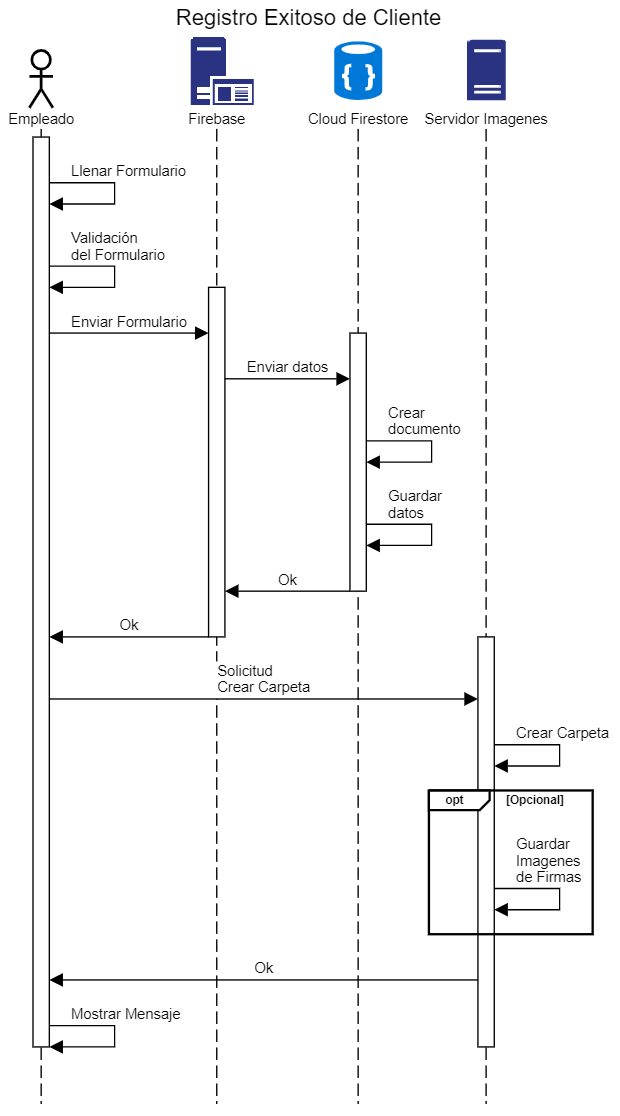 Registro Exitoso de Cliente
Empleado
Firebase
Cloud Firestore
Servidor Imagenes
Llenar Formulario
Validación
del Formulario
Enviar Formulario
Enviar datos
Crear
documento
Guardar
datos
Ok
Ok
Solicitud
Crear Carpeta
Crear Carpeta
opt
[Opcional]
Guardar
Imagenes
de Firmas
Ok
Mostrar Mensaje